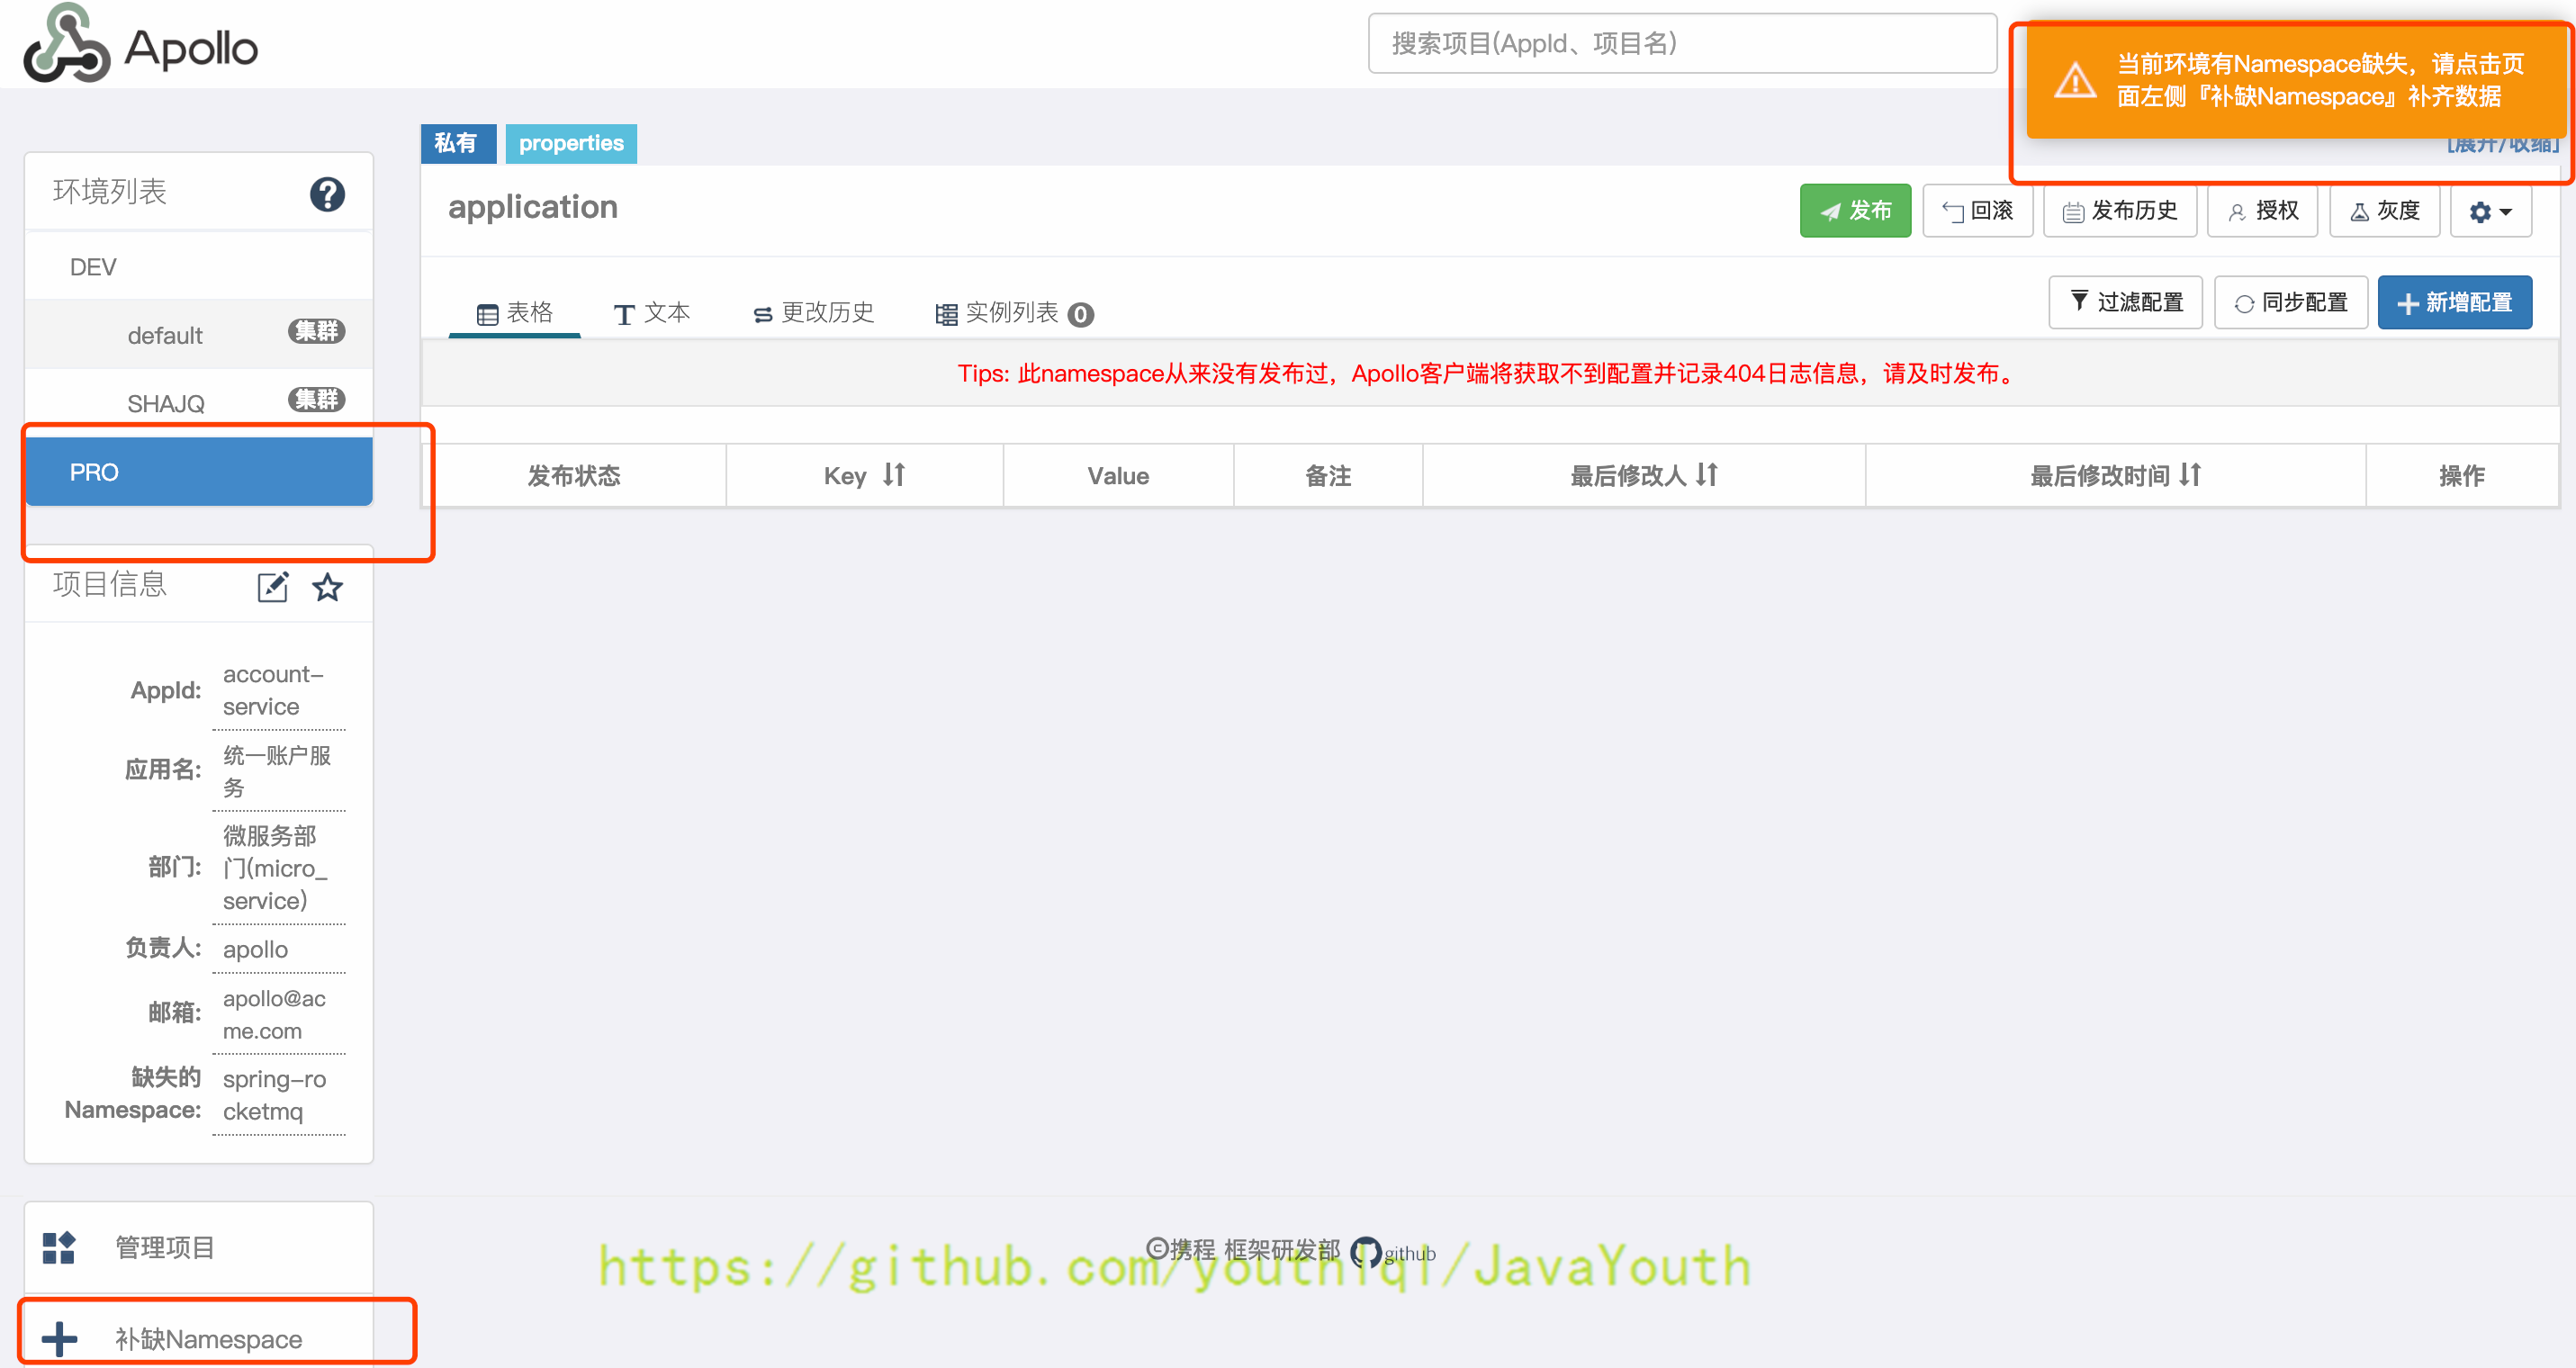 Apollo
搜索项目(AppId、项目名)
当前环境有Namespace缺失，请点击页
面左侧『补缺Namespace』补齐数据
[展开/收缩]
私有
properties
环境列表
DEV
default 集群
SHAJQ 集群
PRO
application
发布
回滚
发布历史
授权
灰度
表格
文本
更改历史
实例列表 0
过滤配置
同步配置
新增配置
Tips: 此namespace从来没有发布过，Apollo客户端将获取不到配置并记录404日志信息，请及时发布。
发布状态
Key
Value
备注
最后修改人
最后修改时间
操作
项目信息
AppId: account-
service
应用名: 统一账户服
务
部门: 微服务部
门(micro_
service)
负责人: apollo
邮箱: apollo@ac
me.com
缺失的 spring-ro
Namespace: cketmq
管理项目
补缺Namespace
©携程 框架研发部 github
https://github.com/youthlql/JavaYouth